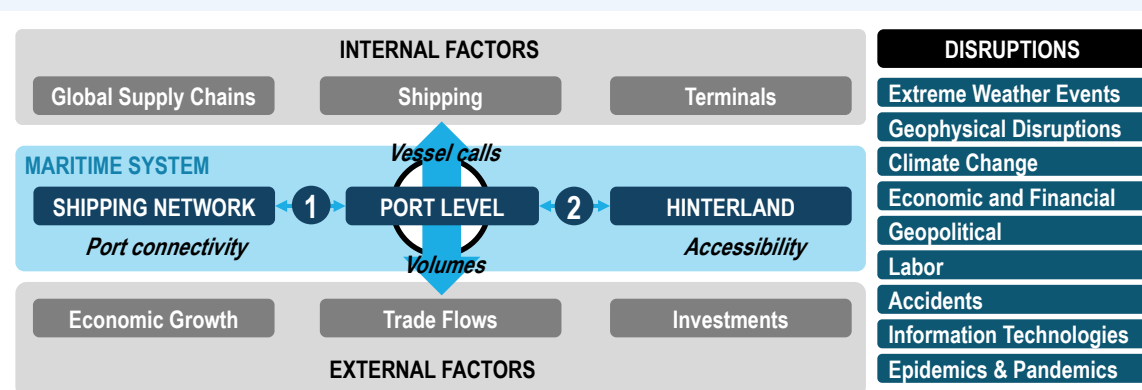 INTERNAL FACTORS
Global Supply Chains
Shipping
Terminals
MARITIME SYSTEM
Vessel calls
SHIPPING NETWORK
1
PORT LEVEL
2
HINTERLAND
Port connectivity
Volumes
Accessibility
Economic Growth
Trade Flows
Investments
EXTERNAL FACTORS
DISRUPTIONS
Extreme Weather Events
Geophysical Disruptions
Climate Change
Economic and Financial
Geopolitical
Labor
Accidents
Information Technologies
Epidemics & Pandemics